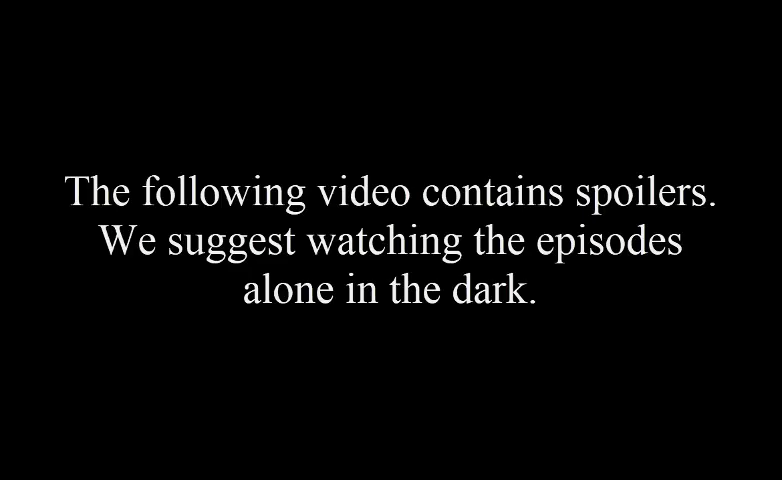 The following video contains spoilers.
We suggest watching the episodes
alone in the dark.